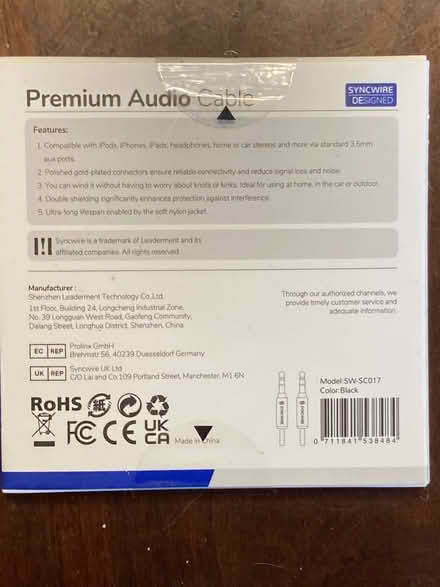 Premium Audio Cable
SYNCWIRE
DESIGNED
Features:
1. Compatible with iPods, iPhones, iPads, headphones, home or car stereos and more via standard 3.5mm
aux ports.
2. Polished gold-plated connectors ensure reliable connectivity and reduce signal loss and noise.
3. You can wind it without having to worry about knots or kinks. Ideal for using at home, in the car or outdoor.
4. Double shielding significantly enhances protection against interference.
5. Ultra-long lifespan enabled by the soft nylon jacket.
Syncwire is a trademark of Leaderment and its
affiliated companies. All rights reserved.
Manufacturer :
Shenzhen Leaderment Technology Co.,Ltd.
1st Floor, Building 24, Longcheng Industrial Zone,
No. 39 Longguan West Road, Gaofeng Community,
Dalang Street, Longhua District, Shenzhen, China
Through our authorized channels, we
provide timely customer service and
adequate information.
EC REP
Prolinx GmbH
Brehmstr. 56, 40239 Duesseldorf Germany
UK REP
Syncwire UK Ltd
C/O Lai and Co.109 Portland Street, Manchester, M1 6N
RoHS
紙
FC CE UK
CA
Made in China
SYNCWIRE
SYNCWIRE
Model:SW-SC017
Color:Black
0 711841 538484